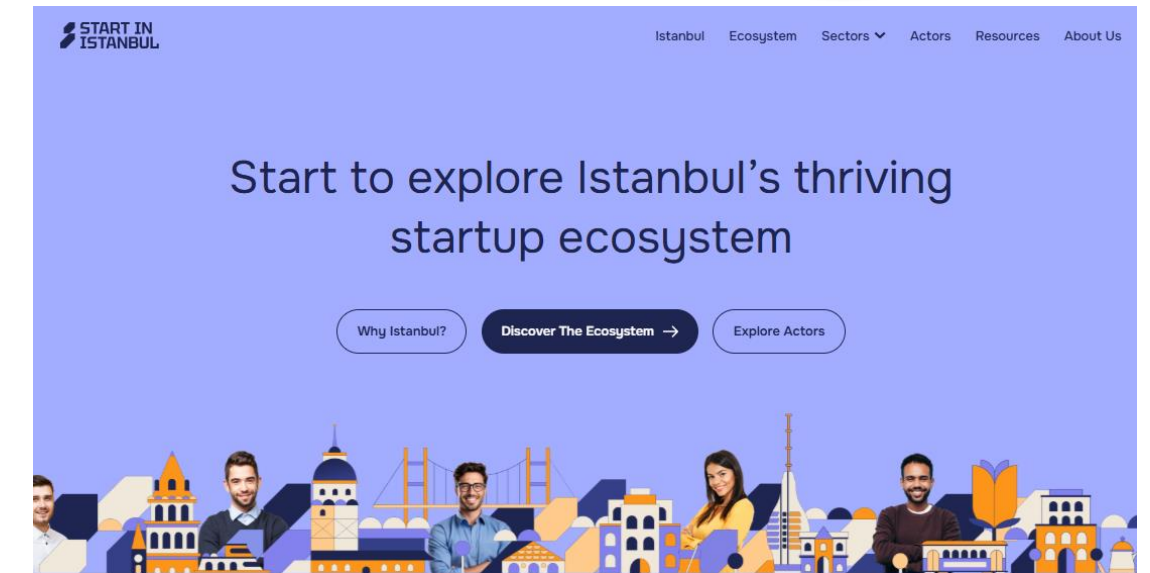 START IN
ISTANBUL
Istanbul Ecosystem Sectors Actors Resources About Us
Start to explore Istanbul's thriving
startup ecosystem
Why Istanbul? Discover The Ecosystem → Explore Actors